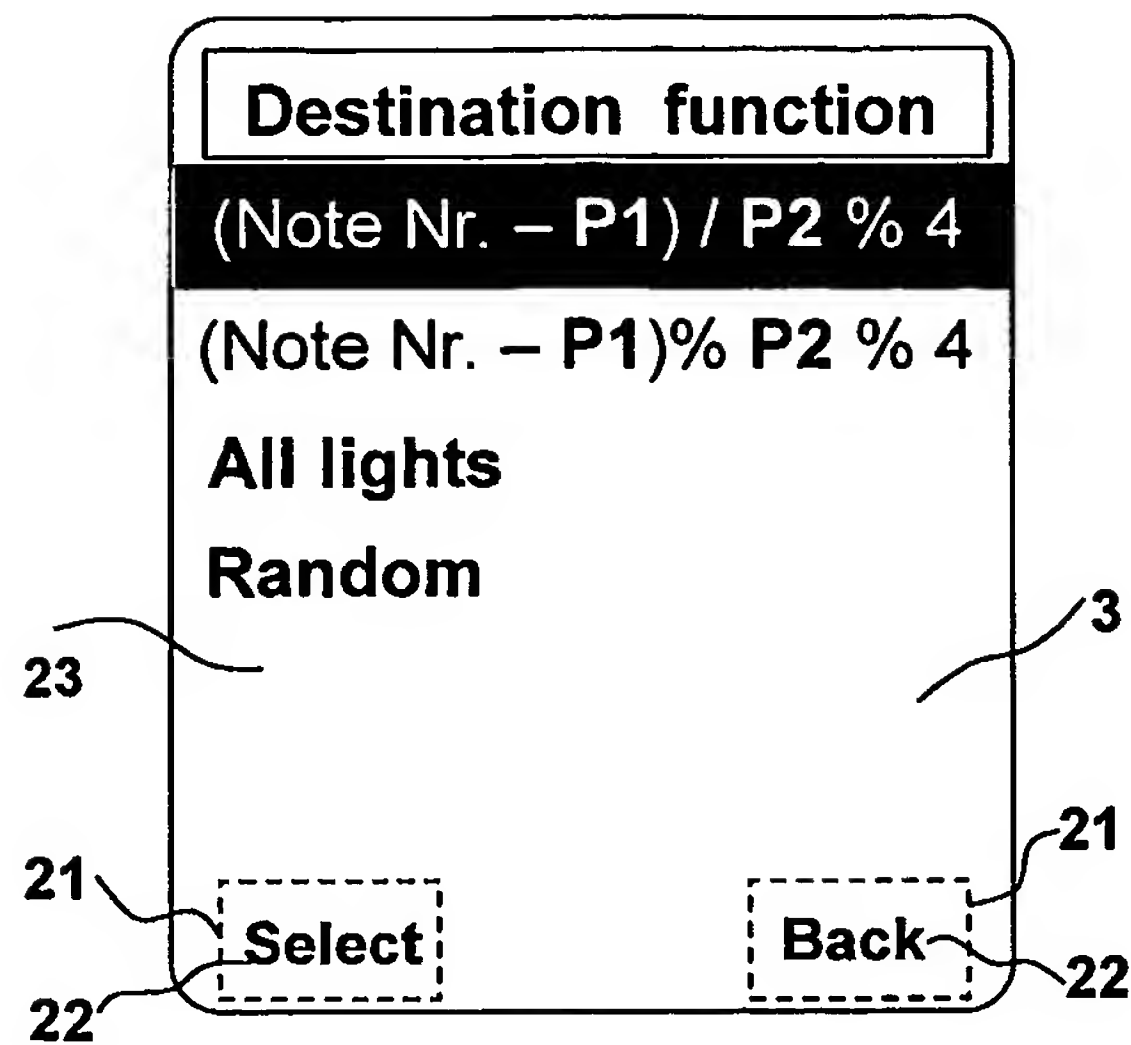 Destination function
(Note Nr. – P1) / P2 % 4
(Note Nr. – P1)% P2 % 4
All lights
Random
3
23
21
21
Select
Back
22
22